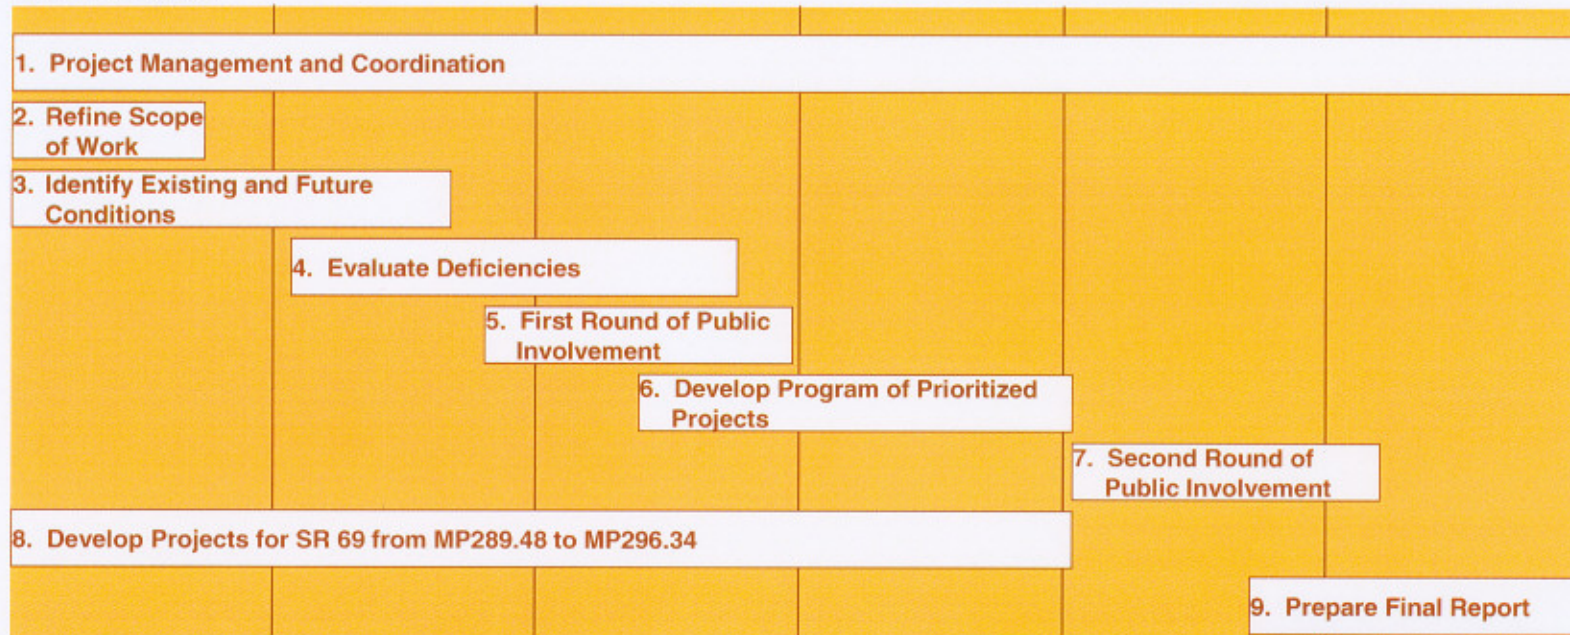 1. Project Management and Coordination
2. Refine Scope
of Work
3. Identify Existing and Future
Conditions
4. Evaluate Deficiencies
5. First Round of Public
Involvement
6. Develop Program of Prioritized
Projects
7. Second Round of
Public Involvement
8. Develop Projects for SR 69 from MP289.48 to MP296.34
9. Prepare Final Report